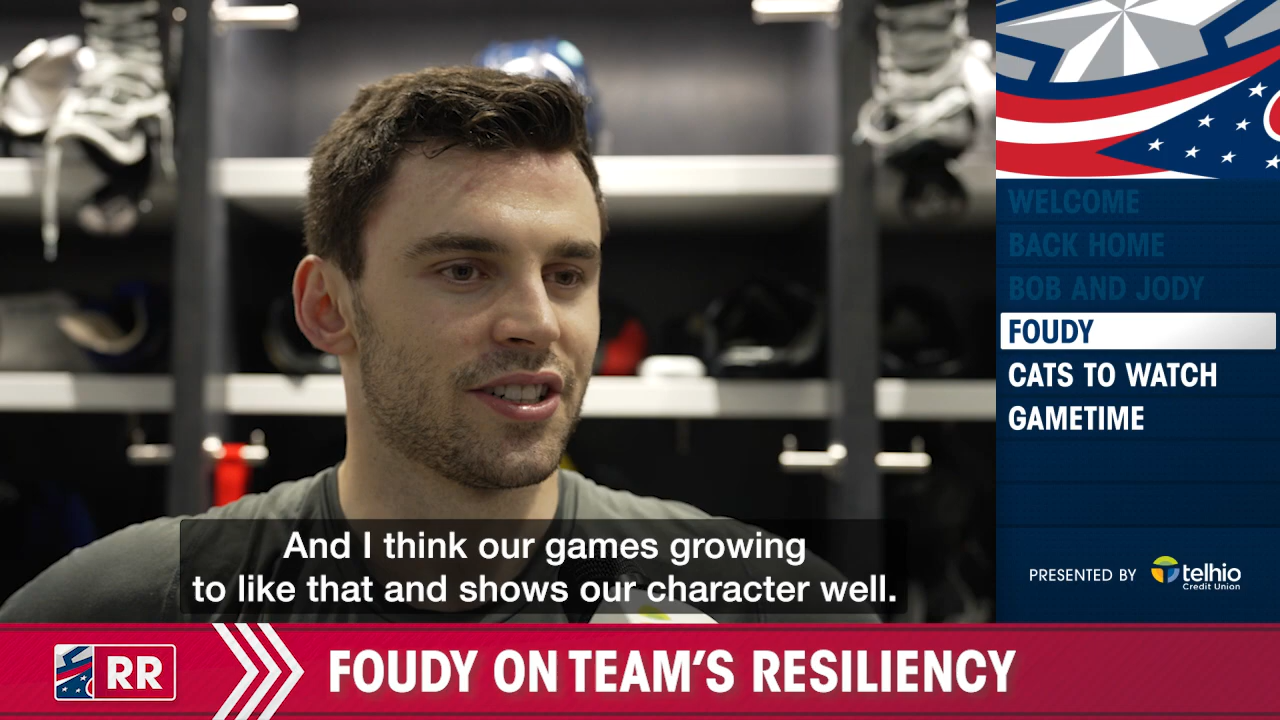 WELCOME
BACK HOME
BOB AND JODY
FOUDY
CATS TO WATCH
GAMETIME
And I think our games growing
to like that and shows our character well.
PRESENTED BY telhio
Credit Union
RR
FOUDY ON TEAM'S RESILIENCY